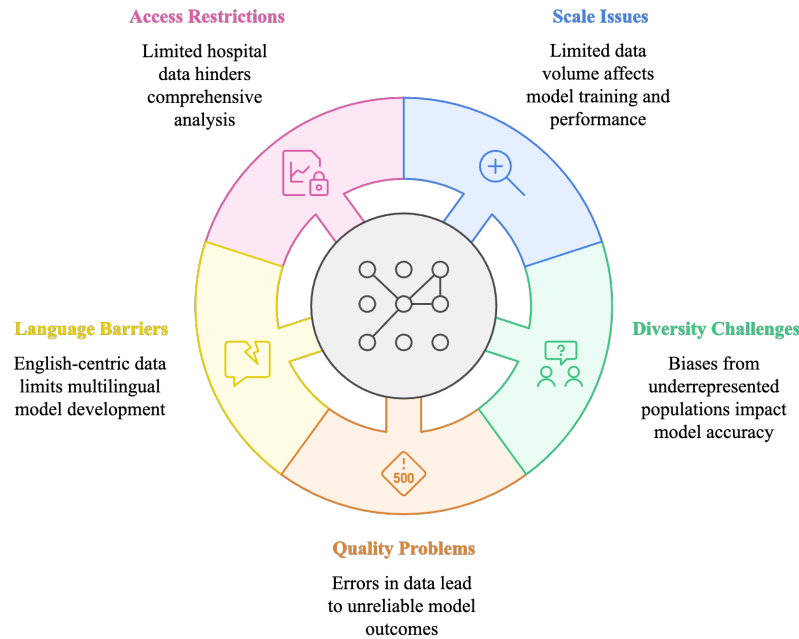 Access Restrictions
Limited hospital
data hinders
comprehensive
analysis
Scale Issues
Limited data
volume affects
model training and
performance
Language Barriers
English-centric data
limits multilingual
model development
Diversity Challenges
Biases from
underrepresented
populations impact
model accuracy
?
!
500
Quality Problems
Errors in data lead
to unreliable model
outcomes